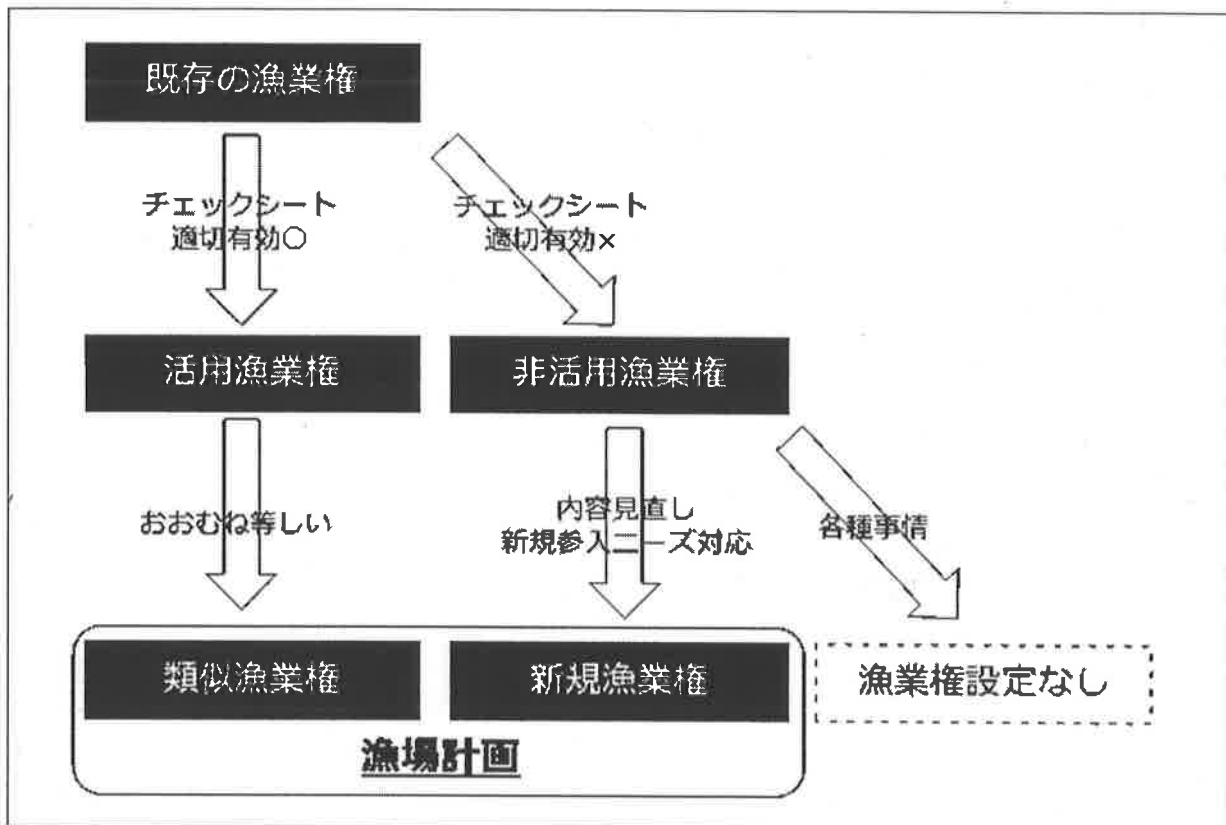 既存の漁業権
チェックシート
適切有効○
チェックシート
適切有効×
活用漁業権
非活用漁業権
おおむね等しい
内容見直し
新規参入ニーズ対応
各種事情
類似漁業権
新規漁業権
漁業権設定なし
漁場計画